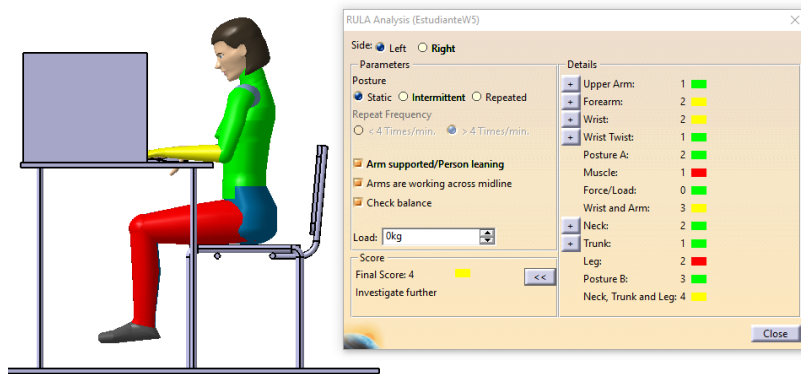 RULA Analysis (EstudianteW5)
Side: Left Right
Parameters
Posture
Static Intermittent Repeated
Repeat Frequency
< 4 Times/min. > 4 Times/min.
Arm supported/Person leaning
Arms are working across midline
Check balance
Load: 0kg
Score
Final Score: 4
<<
Investigate further
Details
+ Upper Arm: 1
+ Forearm: 2
+ Wrist: 2
+ Wrist Twist: 1
Posture A: 2
Muscle: 1
Force/Load: 0
Wrist and Arm: 3
+ Neck: 2
+ Trunk: 1
Leg: 2
Posture B: 3
Neck, Trunk and Leg: 4
Close